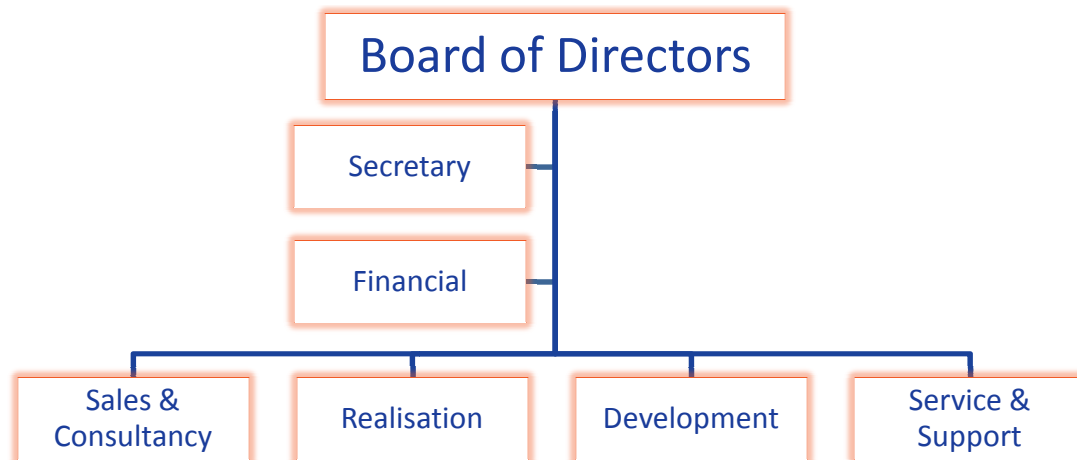 Board of Directors
Secretary
Financial
Sales &
Consultancy
Realisation
Development
Service &
Support